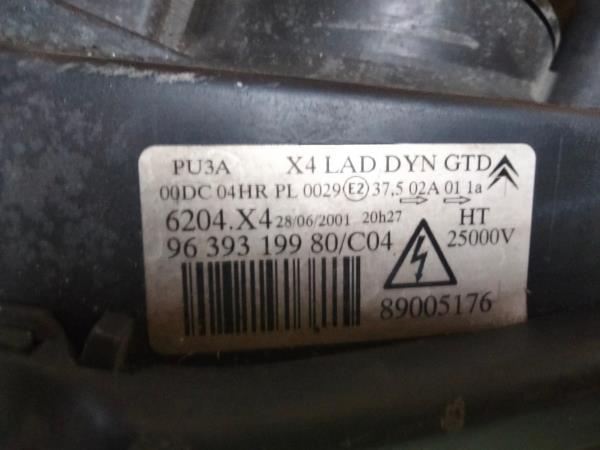 PU3A X4 LAD DYN GTD
00DC 04HR PL 0029 E2 37,5 02A 01 1a
6204.X4 28/06/2001 20h27 HT
96 393 199 80/C04 25000V
89005176